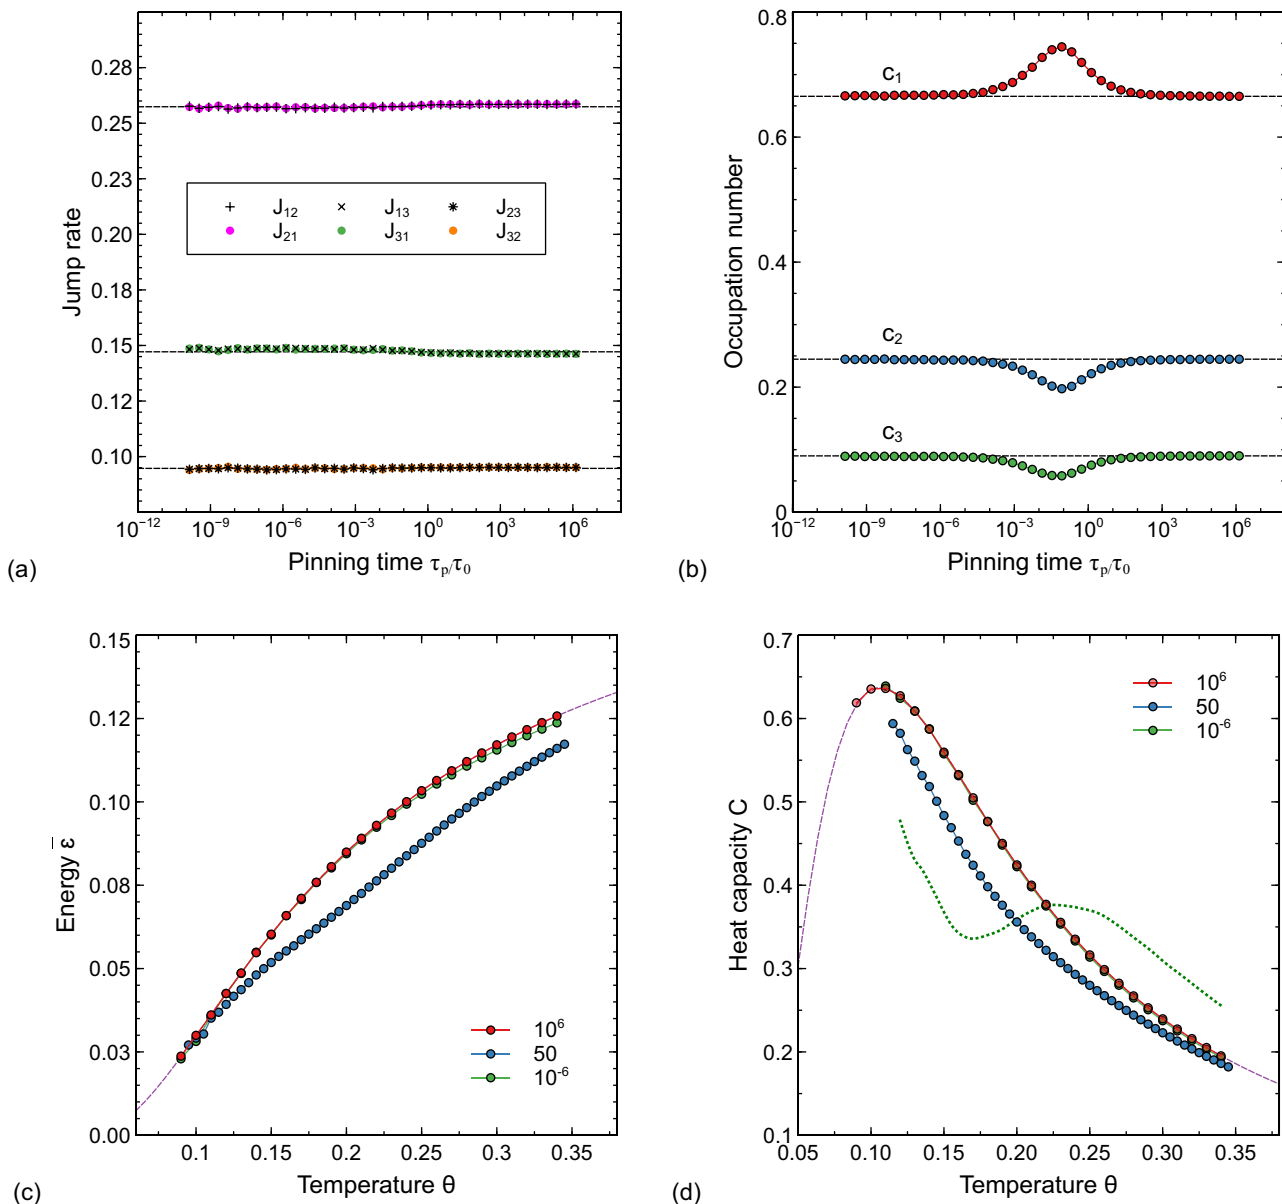 0.28
0.25
0.23
0.20
0.18
0.15
0.12
0.10
Jump rate
J12 J13 J23
J21 J31 J32
10⁻¹² 10⁻⁹ 10⁻⁶ 10⁻³ 10⁰ 10³ 10⁶
Pinning time τp/τ0
(a)
0.8
0.6
0.4
0.2
0
Occupation number
c1
c2
c3
10⁻¹² 10⁻⁹ 10⁻⁶ 10⁻³ 10⁰ 10³ 10⁶
Pinning time τp/τ0
(b)
0.15
0.12
0.10
0.08
0.05
0.03
0.00
Energy ε̄
10⁶
50
10⁻⁶
0.1 0.15 0.2 0.25 0.3 0.35
Temperature θ
(c)
0.7
0.6
0.5
0.4
0.3
0.2
0.1
Heat capacity C
10⁶
50
10⁻⁶
0.05 0.10 0.15 0.20 0.25 0.30 0.35
Temperature θ
(d)